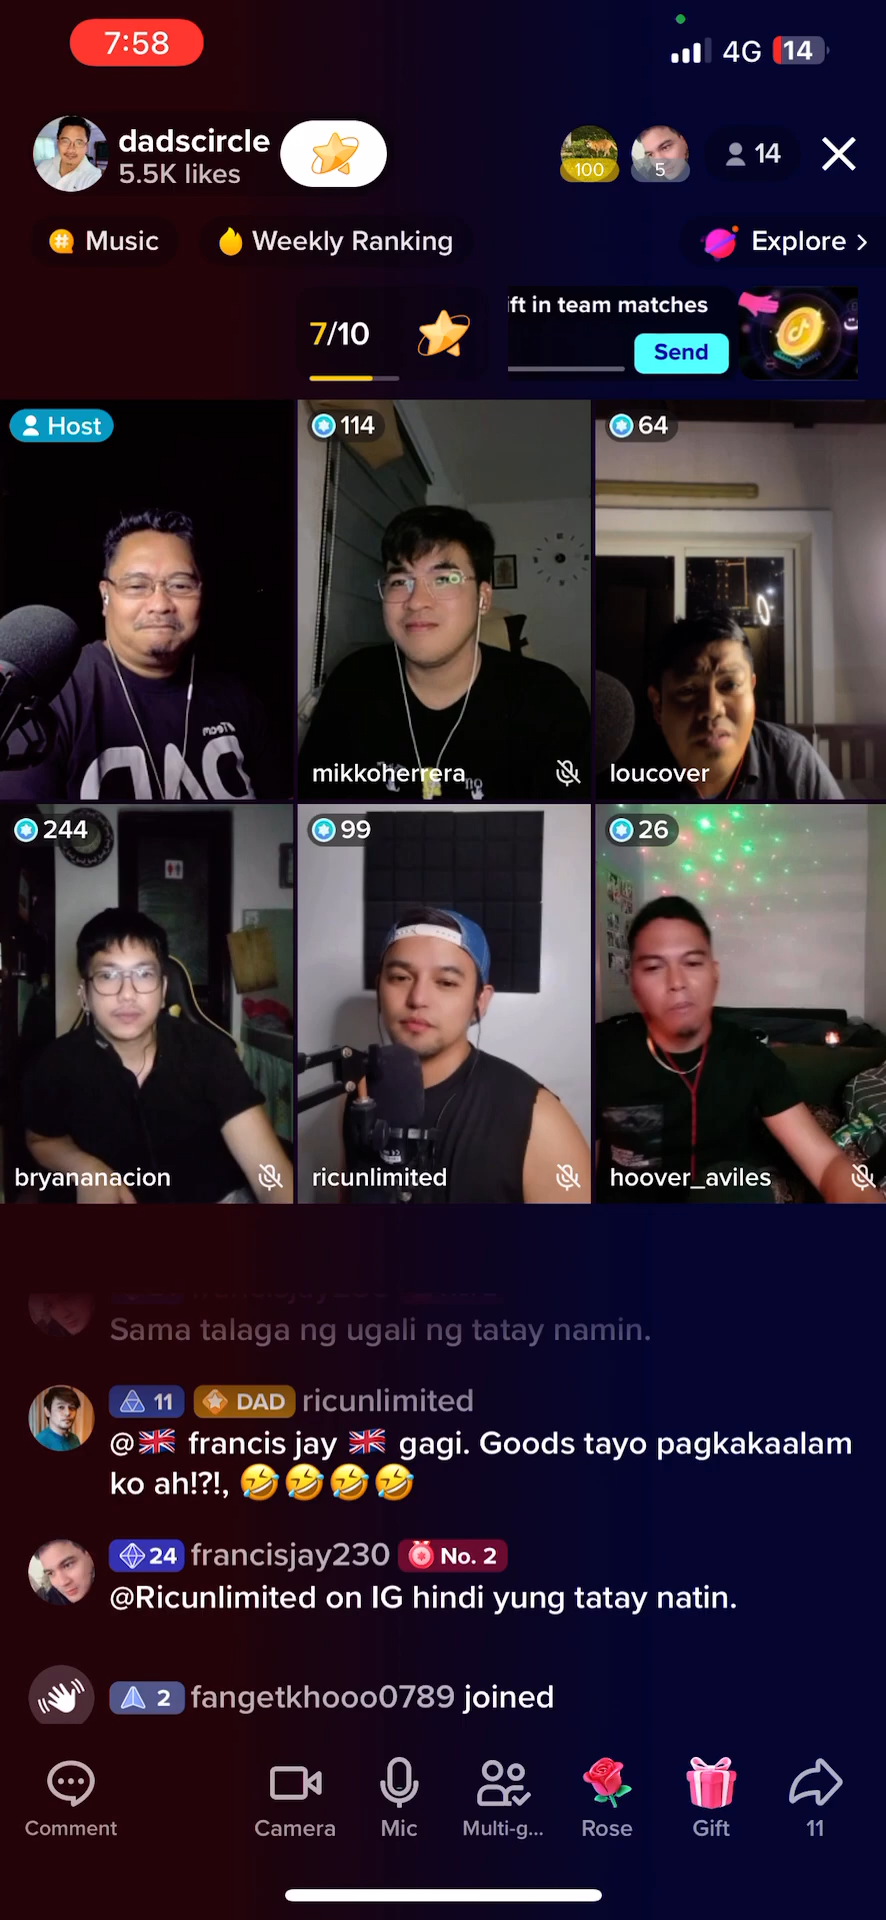 7:58
4G 14
dadscircle
5.5K likes
100
5
14
Music
Weekly Ranking
Explore >
7/10
ift in team matches
Send
Host
114
64
mikkoherrera
loucover
244
99
26
bryananacion
ricunlimited
hoover_aviles
Sama talaga ng ugali ng tatay namin.
11 DAD ricunlimited
@🇬🇧 francis jay 🇬🇧 gagi. Goods tayo pagkakaalam
ko ah!?!, 🤣🤣🤣🤣
24 francisjay230 No. 2
@Ricunlimited on IG hindi yung tatay natin.
2 fangetkhooo0789 joined
Comment
Camera
Mic
Multi-g...
Rose
Gift
11